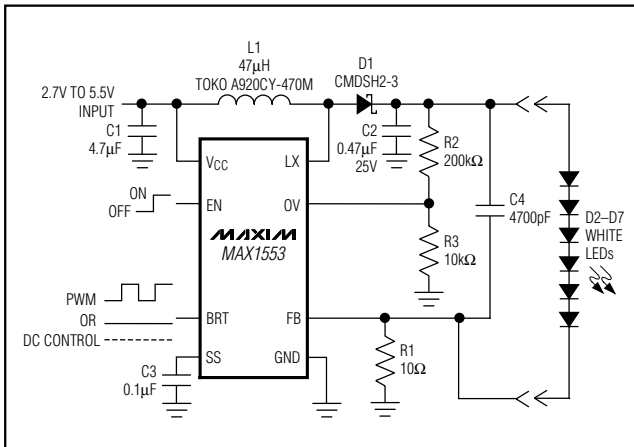 L1
47µH
TOKO A920CY-470M
D1
CMDSH2-3
2.7V TO 5.5V
INPUT
C1
4.7µF
C2
0.47µF
25V
R2
200kΩ
VCC
LX
ON
OFF
EN
OV
C4
4700pF
D2–D7
WHITE
LEDs
MAXIM
MAX1553
R3
10kΩ
PWM
OR
DC CONTROL
BRT
FB
SS
GND
C3
0.1µF
R1
10Ω